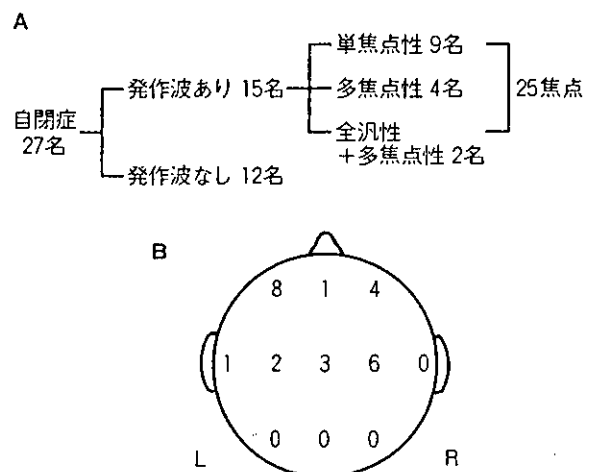 A
単焦点性 9名
発作波あり 15名
多焦点性 4名
25焦点
自閉症
27名
全汎性
+多焦点性 2名
発作波なし 12名
B
8 1 4
1 2 3 6 0
0 0 0
L R